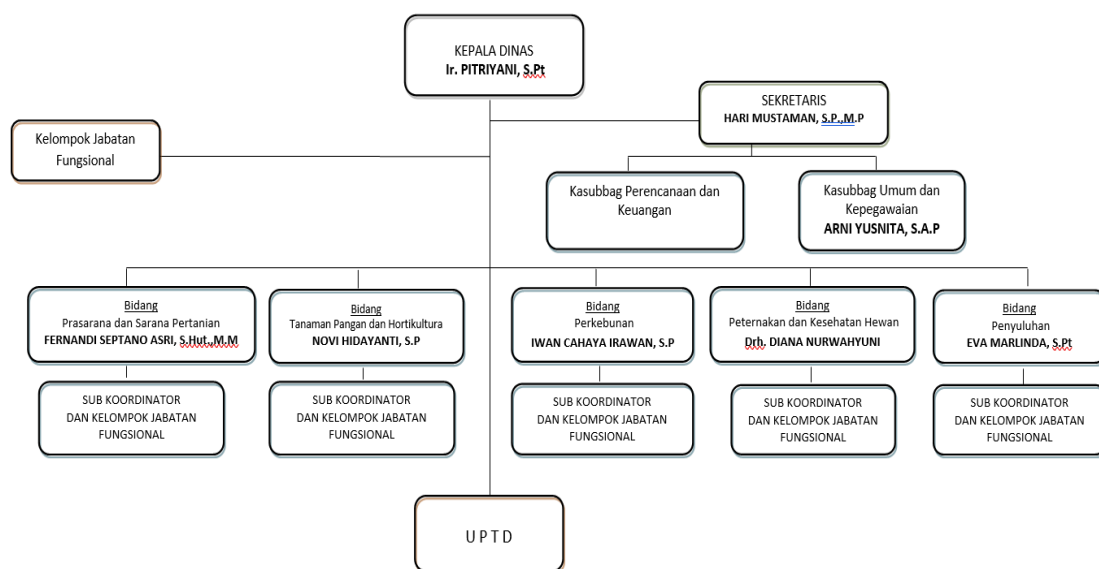 KEPALA DINAS
Ir. PITRIYANI, S.Pt
SEKRETARIS
HARI MUSTAMAN, S.P.,M.P
Kelompok Jabatan
Fungsional
Kasubbag Perencanaan dan
Keuangan
Kasubbag Umum dan
Kepegawaian
ARNI YUSNITA, S.A.P
Bidang
Prasarana dan Sarana Pertanian
FERNANDI SEPTANO ASRI, S.Hut.,M.M
Bidang
Tanaman Pangan dan Hortikultura
NOVI HIDAYANTI, S.P
Bidang
Perkebunan
IWAN CAHAYA IRAWAN, S.P
Bidang
Peternakan dan Kesehatan Hewan
Drh. DIANA NURWAHYUNI
Bidang
Penyuluhan
EVA MARLINDA, S.Pt
SUB KOORDINATOR
DAN KELOMPOK JABATAN
FUNGSIONAL
SUB KOORDINATOR
DAN KELOMPOK JABATAN
FUNGSIONAL
SUB KOORDINATOR
DAN KELOMPOK JABATAN
FUNGSIONAL
SUB KOORDINATOR
DAN KELOMPOK JABATAN
FUNGSIONAL
SUB KOORDINATOR
DAN KELOMPOK JABATAN
FUNGSIONAL
U P T D